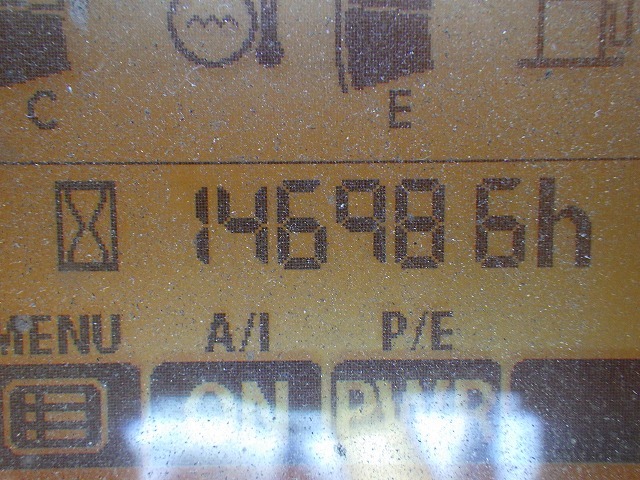 C E
14698 6h
MENU A/I P/E
ON PWR